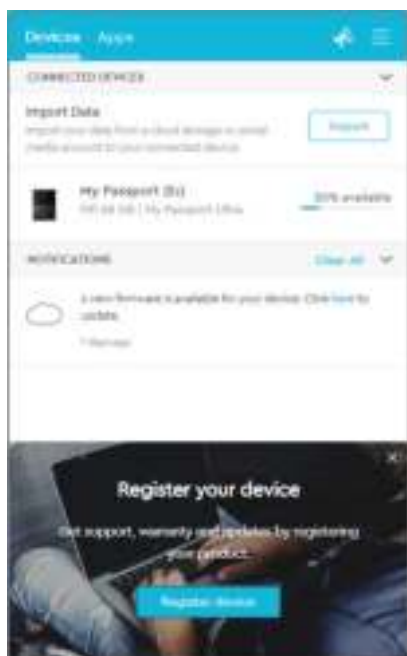 Devices Apps
CONNECTED DEVICES
Import Data
Import your data from a cloud storage or social
media account to your connected device.
Import
My Passport (E:)
My Passport Ultra
available
NOTIFICATIONS
Clear All
A new firmware is available for your device. Click here to
update.
Register your device
Get support, warranty and updates by registering
your product.
Register device